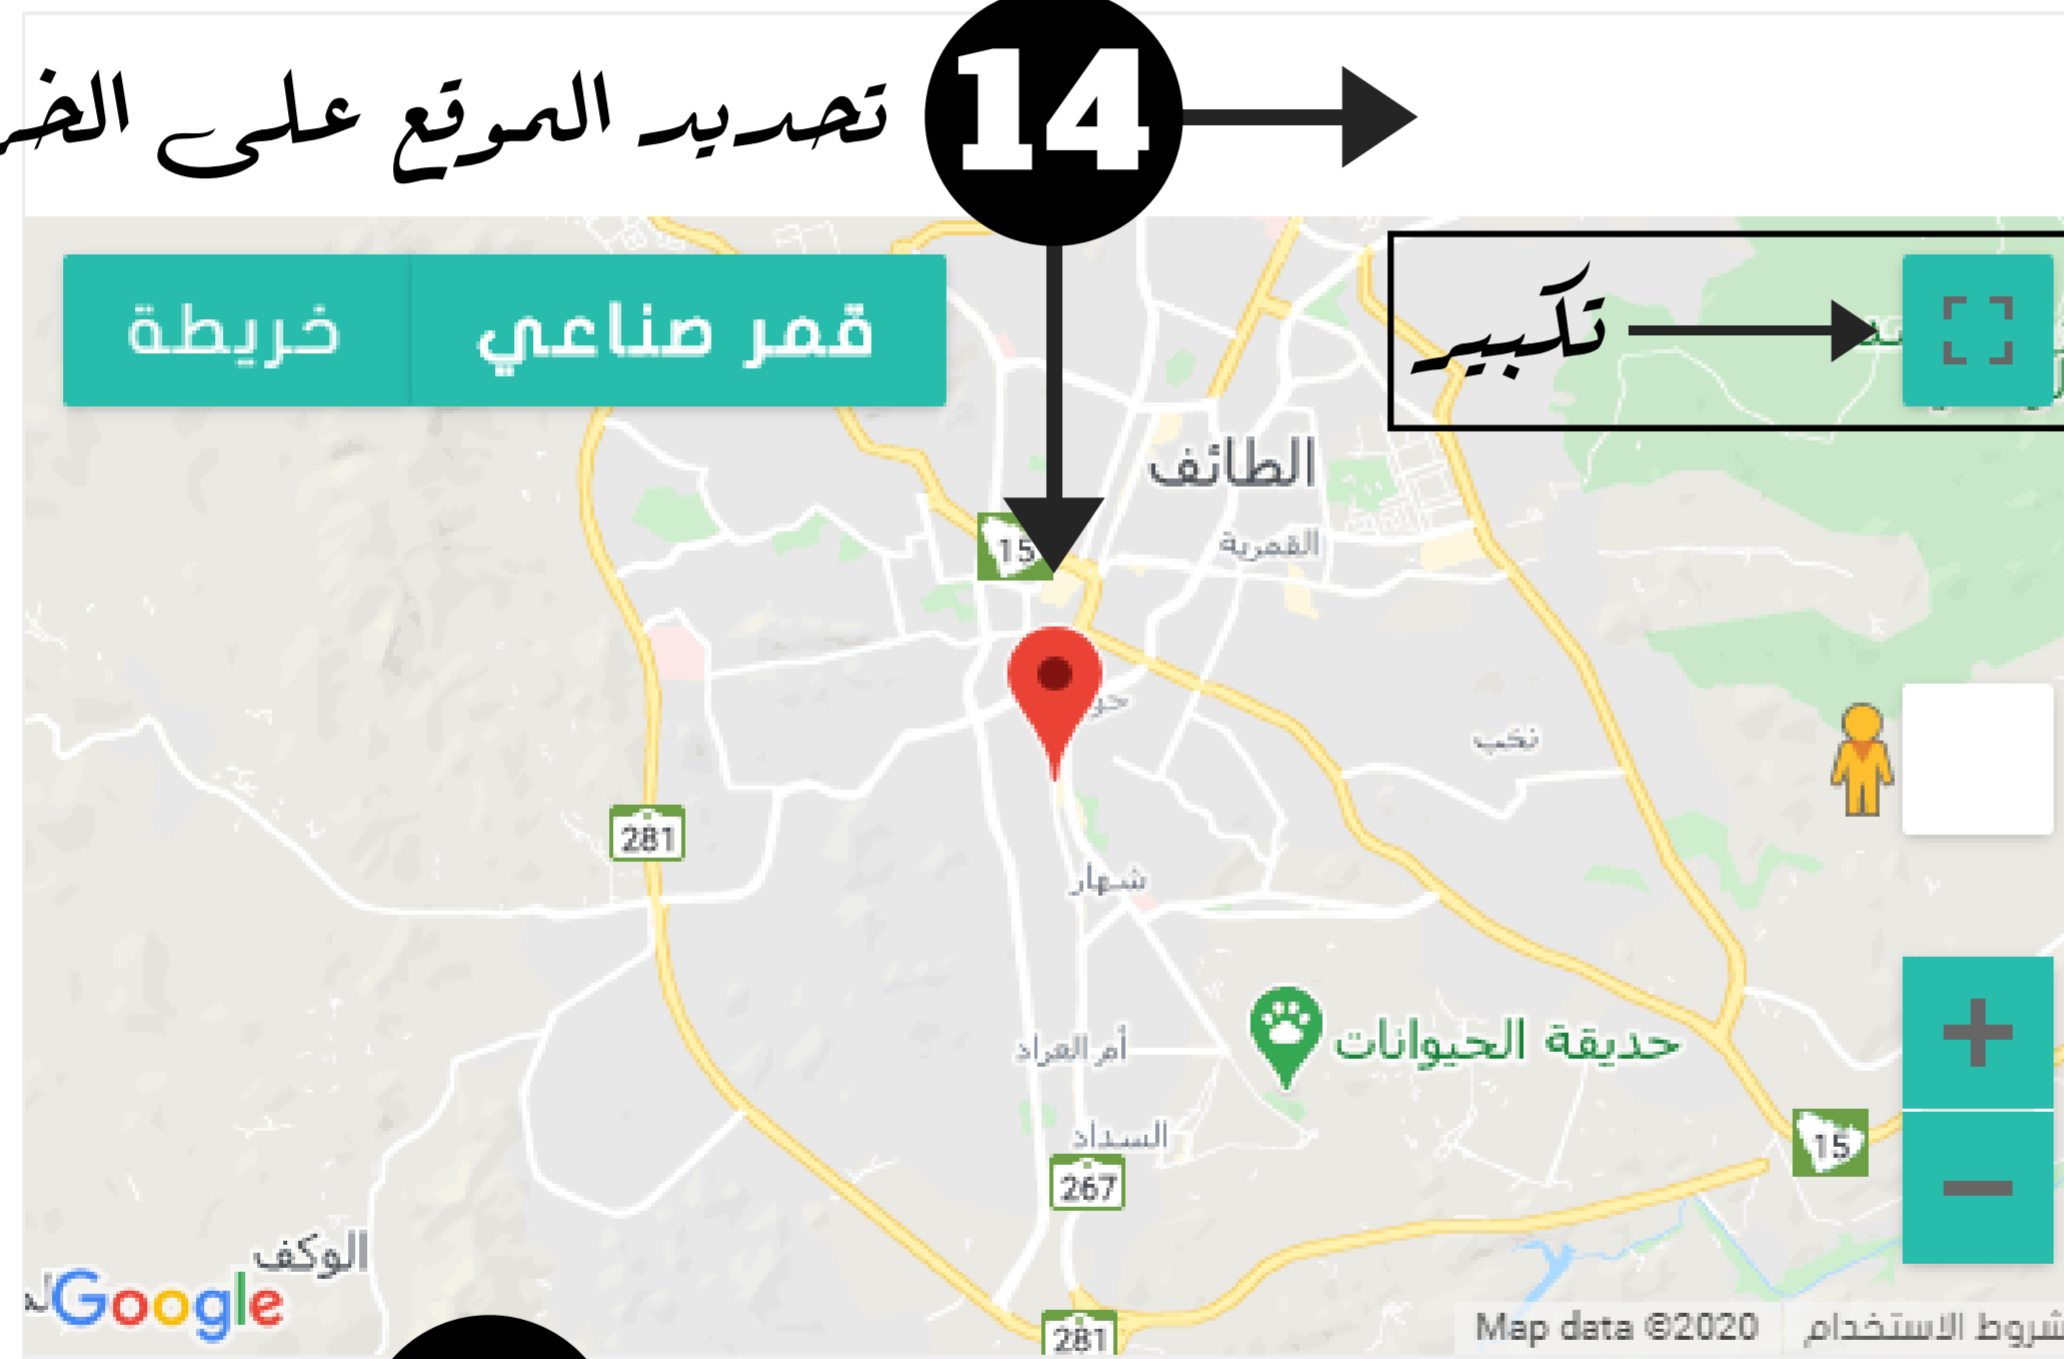 14 تحديد الموقع على
قمر صناعي
خريطة
تكبير
الطائف
القمرية
15
نخب
281
شهار
أم العراد
حديقة الحيوانات
السداد
15
267
الوكف
Google
281
Map data ©2020
شروط الاستخدام